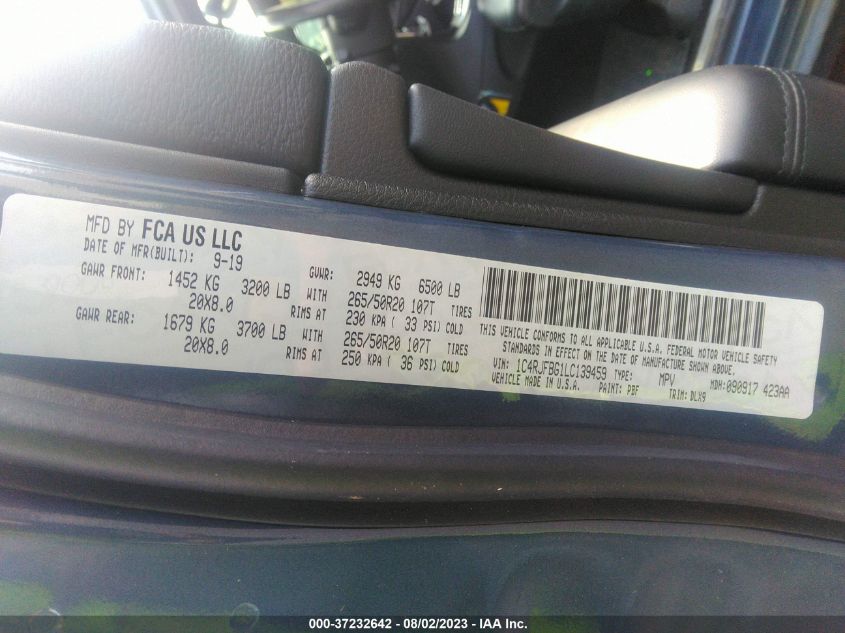 MFD BY FCA US LLC
DATE OF MFR(BUILT): 9-19
GVWR: 2949 KG 6500 LB
GAWR FRONT: 1452 KG 3200 LB WITH 265/50R20 107T TIRES
20X8.0 RIMS AT 230 KPA ( 33 PSI) COLD
GAWR REAR: 1679 KG 3700 LB WITH 265/50R20 107T TIRES
20X8.0 RIMS AT 250 KPA ( 36 PSI) COLD
THIS VEHICLE CONFORMS TO ALL APPLICABLE U.S.A. FEDERAL MOTOR VEHICLE SAFETY
STANDARDS IN EFFECT ON THE DATE OF MANUFACTURE SHOWN ABOVE.
VIN: 1C4RJFBG1LC139459 TYPE: MPV MDH:090917 423AA
VEHICLE MADE IN U.S.A. PAINT: PBF TRIM: DLX9
000-37232642 - 08/02/2023 - IAA Inc.